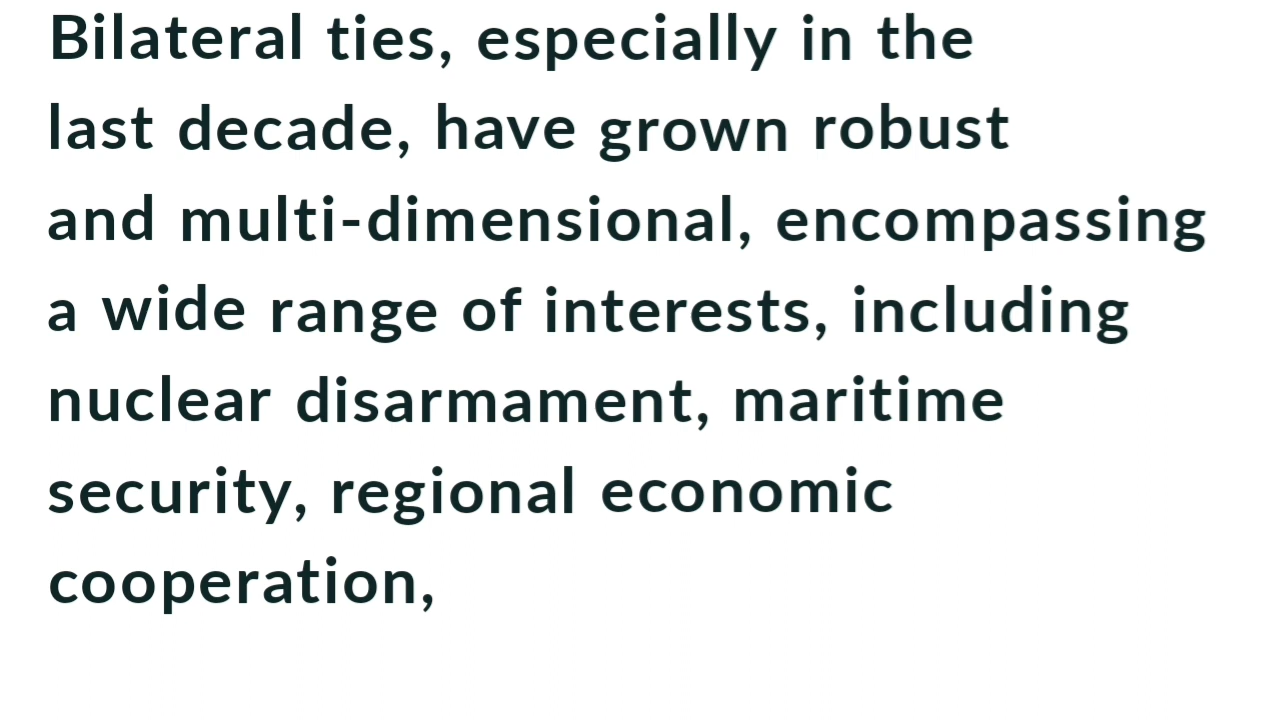 Bilateral ties, especially in the
last decade, have grown robust
and multi-dimensional, encompassing
a wide range of interests, including
nuclear disarmament, maritime
security, regional economic
cooperation,